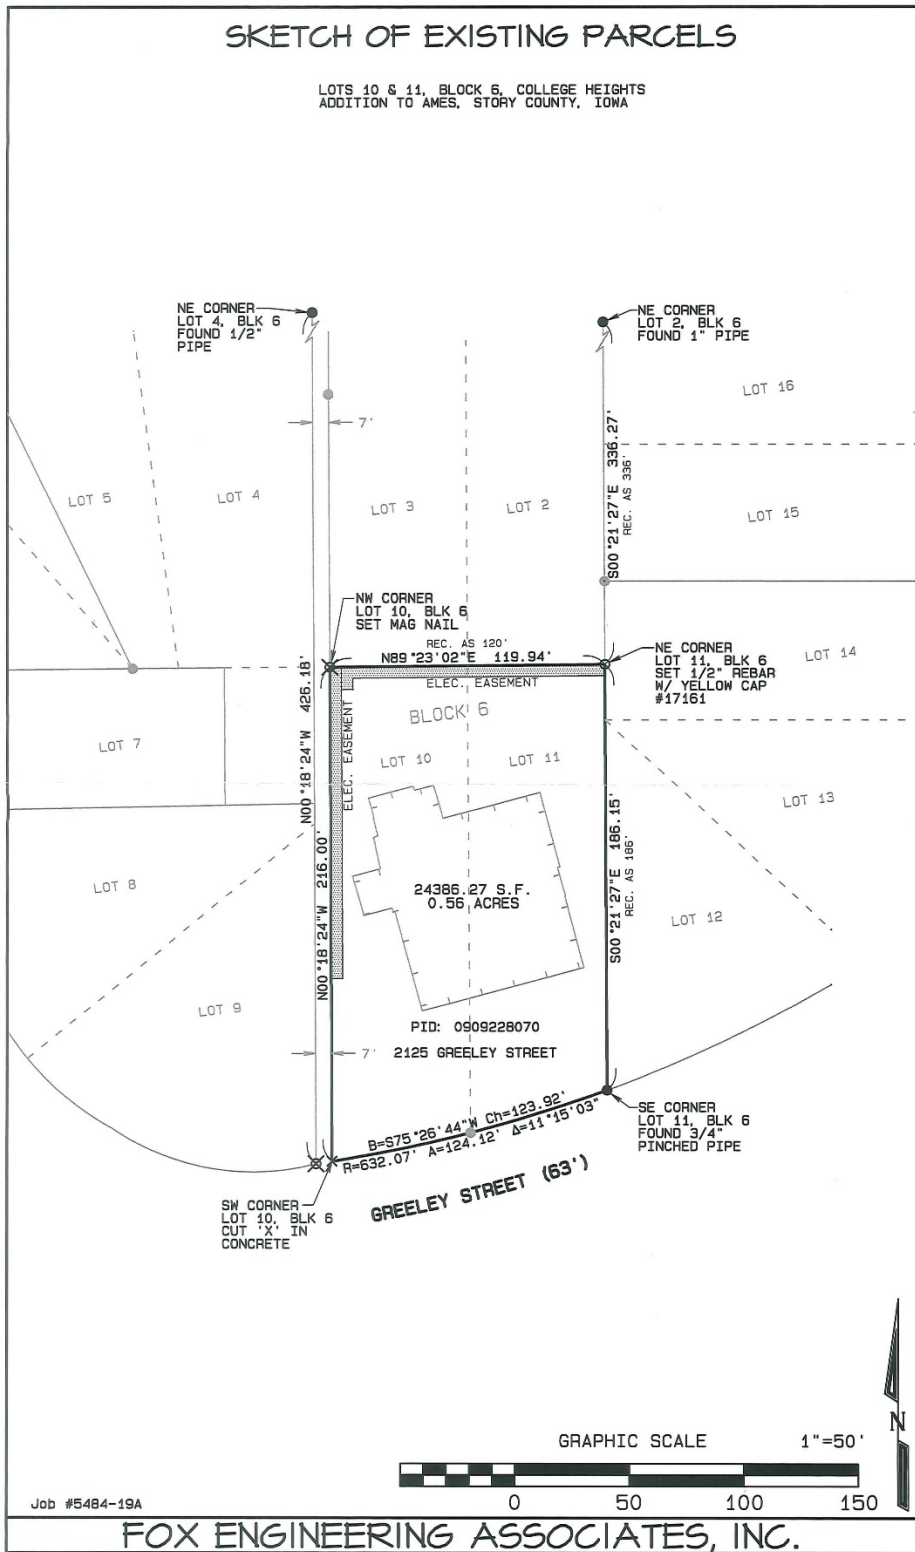 SKETCH OF EXISTING PARCELS
LOTS 10 & 11, BLOCK 6, COLLEGE HEIGHTS
ADDITION TO AMES, STORY COUNTY, IOWA
NE CORNER
LOT 4, BLK 6
FOUND 1/2"
PIPE
NE CORNER
LOT 2, BLK 6
FOUND 1" PIPE
LOT 16
7'
S00°21'27"E 336.27'
REC. AS 336'
LOT 5
LOT 4
LOT 3
LOT 2
LOT 15
NW CORNER
LOT 10, BLK 6
SET MAG NAIL
REC. AS 120'
N89°23'02"E 119.94'
NE CORNER
LOT 11, BLK 6
SET 1/2" REBAR
W/ YELLOW CAP
#17161
LOT 14
ELEC. EASEMENT
N00°18'24"W 426.18'
ELEC. EASEMENT
BLOCK 6
LOT 7
LOT 10
LOT 11
LOT 13
N00°18'24"W 216.00'
S00°21'27"E 186.15'
REC. AS 186'
LOT 8
24386.27 S.F.
0.56 ACRES
LOT 12
LOT 9
PID: 0909228070
7'
2125 GREELEY STREET
B=S75°26'44"W Ch=123.92'
R=632.07' A=124.12' Δ=11°15'03"
SE CORNER
LOT 11, BLK 6
FOUND 3/4"
PINCHED PIPE
GREELEY STREET (63')
SW CORNER
LOT 10, BLK 6
CUT 'X' IN
CONCRETE
N
GRAPHIC SCALE 1"=50'
0 50 100 150
Job #5484-19A
FOX ENGINEERING ASSOCIATES, INC.